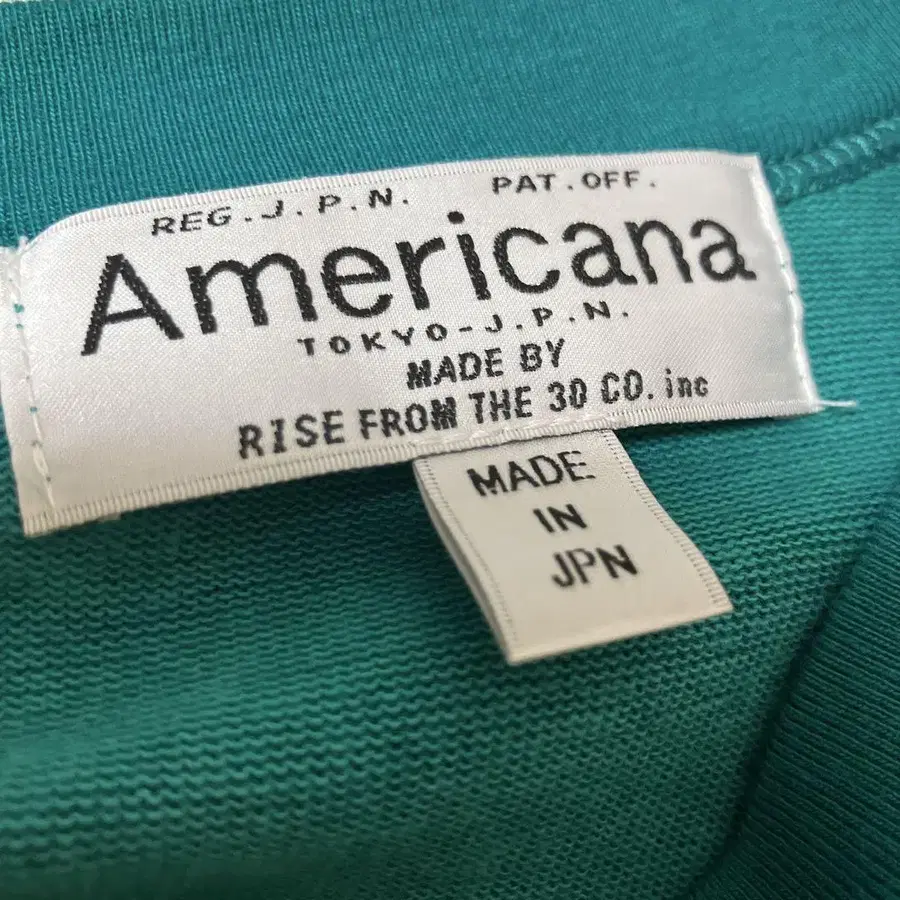 REG.J.P.N. PAT.OFF.
Americana
TOKYO-J.P.N.
MADE BY
RISE FROM THE 30 CO. inc
MADE
IN
JPN